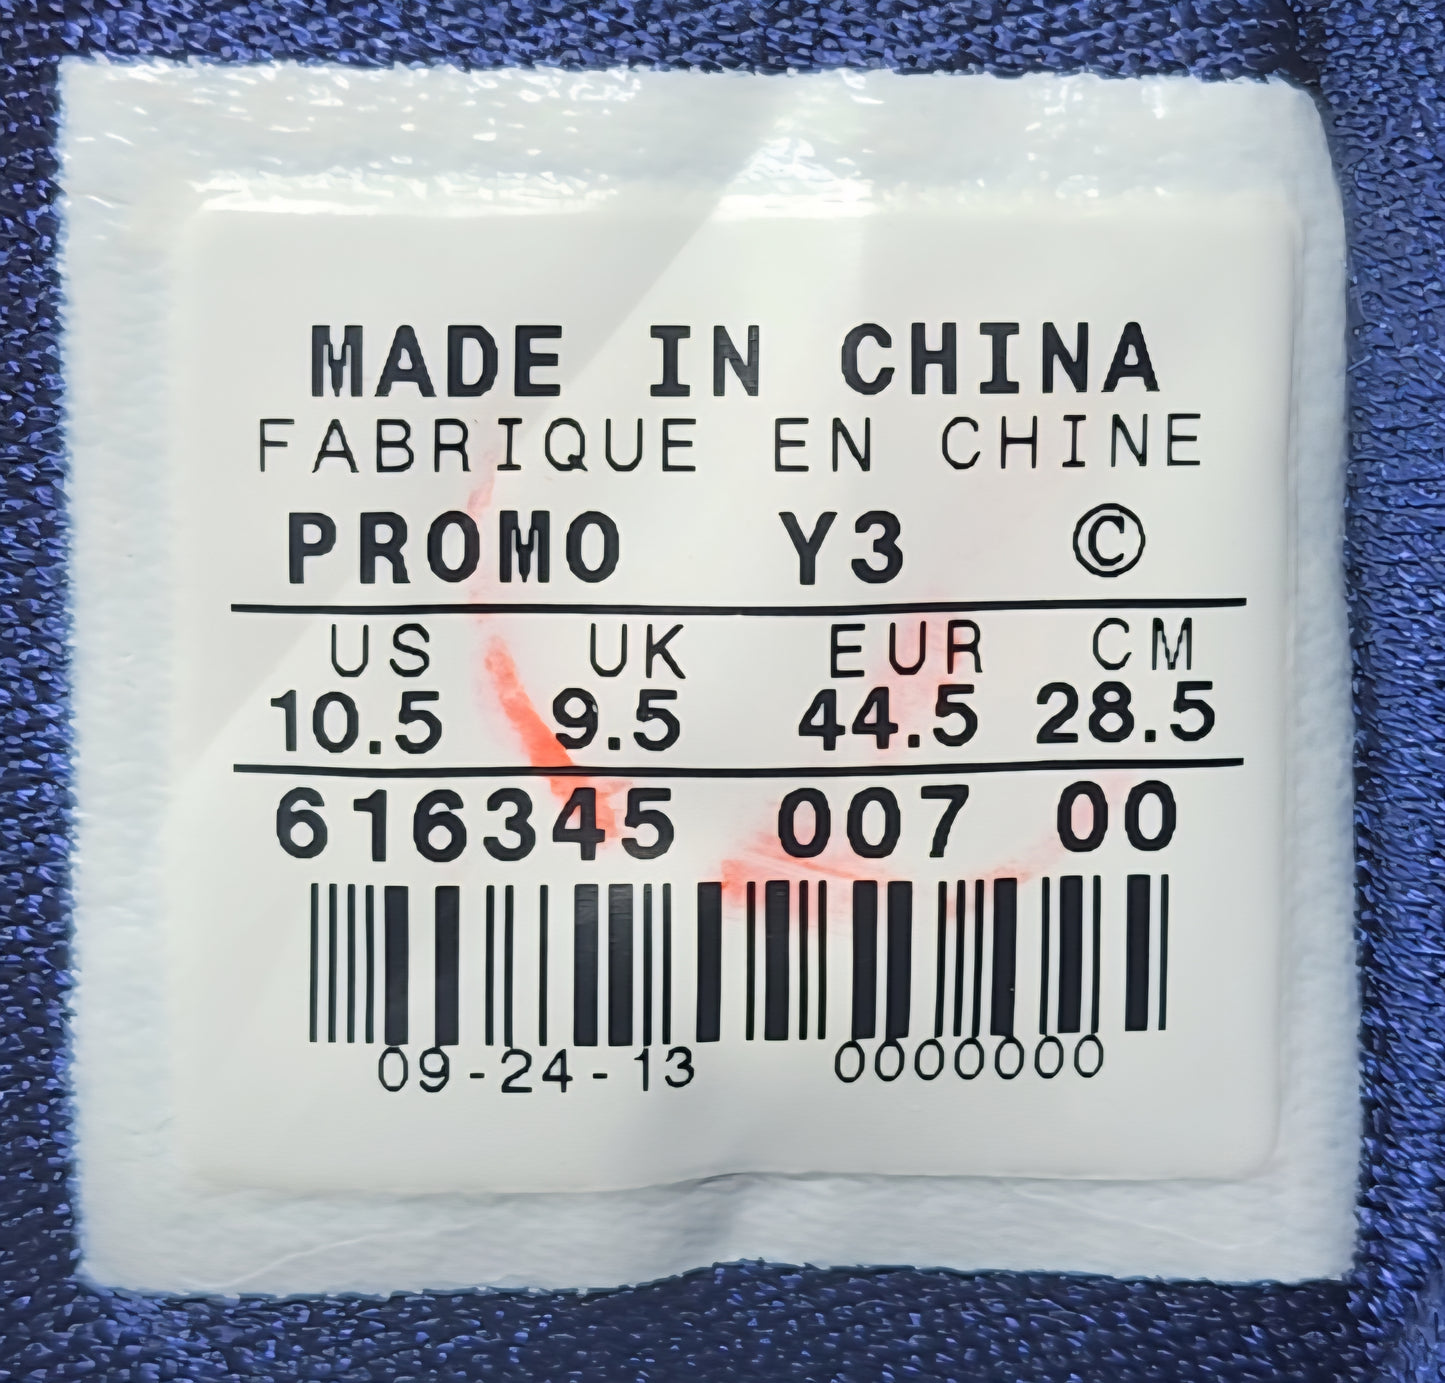 MADE IN CHINA
FABRIQUE EN CHINE
PROMO Y3 ©
US UK EUR CM
10.5 9.5 44.5 28.5
616345 007 00
09-24-13 0000000